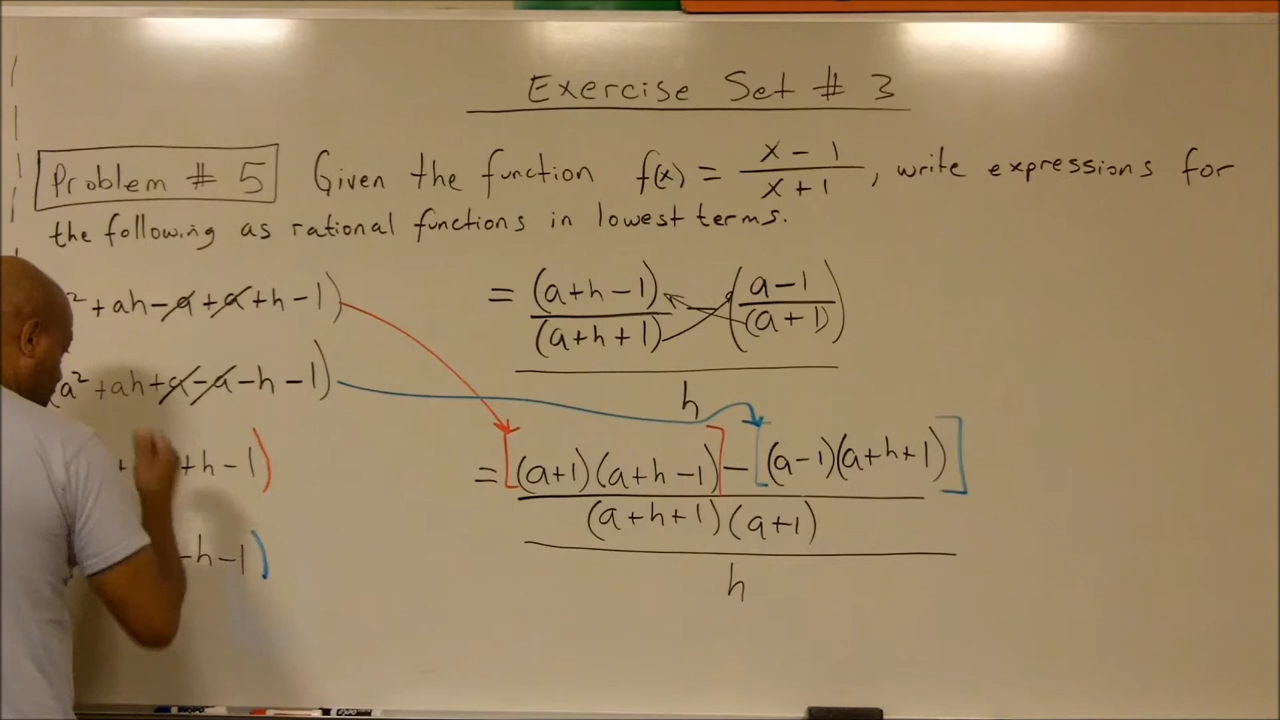 Exercise Set # 3
Problem # 5 Given the function f(x) = (x - 1)/(x + 1), write expressions for
the following as rational functions in lowest terms.
² + ah - a + a + h - 1)
(a² + ah + a - a - h - 1)
+ h - 1)
- h - 1)
= (a+h-1)/(a+h+1) (a-1)/(a+1)
h
= [(a+1)(a+h-1)] - [(a-1)(a+h+1)]
(a+h+1)(a+1)
h